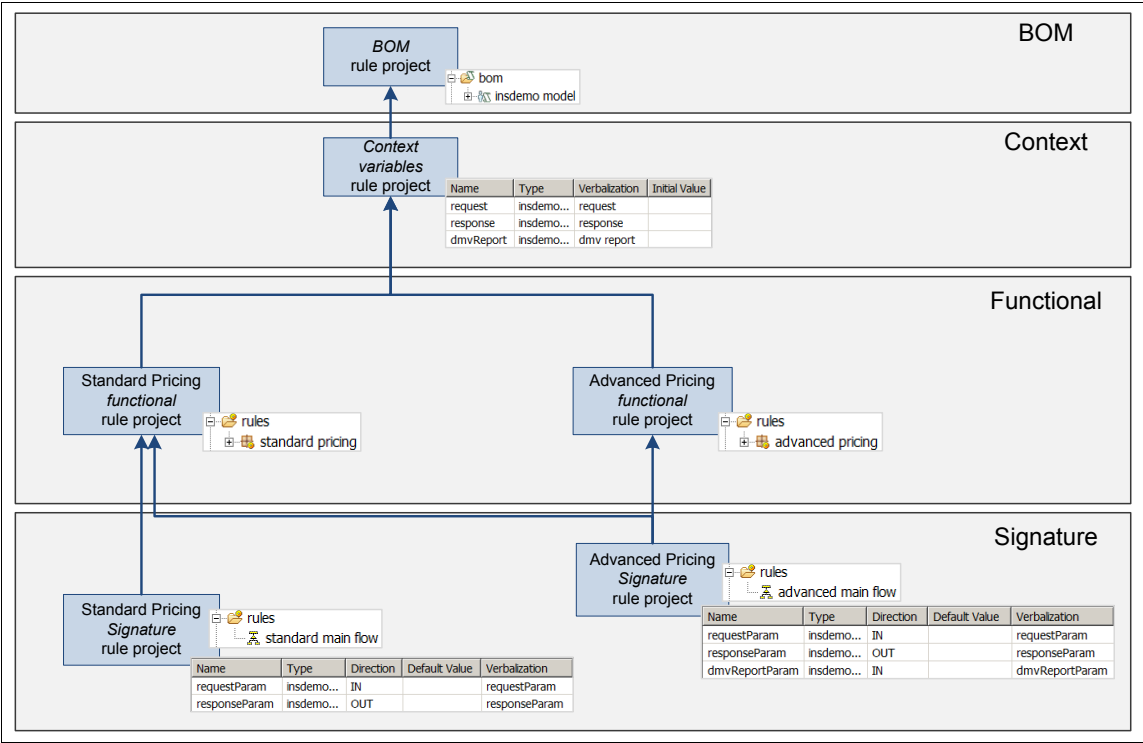 BOM
BOM
rule project
bom
insdemo model
Context
Context
variables
rule project
Name Type Verbalization Initial Value
request insdemo... request
response insdemo... response
dmvReport insdemo... dmv report
Functional
Standard Pricing
functional
rule project
rules
standard pricing
Advanced Pricing
functional
rule project
rules
advanced pricing
Signature
Advanced Pricing
Signature
rule project
rules
advanced main flow
Name Type Direction Default Value Verbalization
requestParam insdemo... IN requestParam
responseParam insdemo... OUT responseParam
dmvReportParam insdemo... IN dmvReportParam
Standard Pricing
Signature
rule project
rules
standard main flow
Name Type Direction Default Value Verbalization
requestParam insdemo... IN requestParam
responseParam insdemo... OUT responseParam